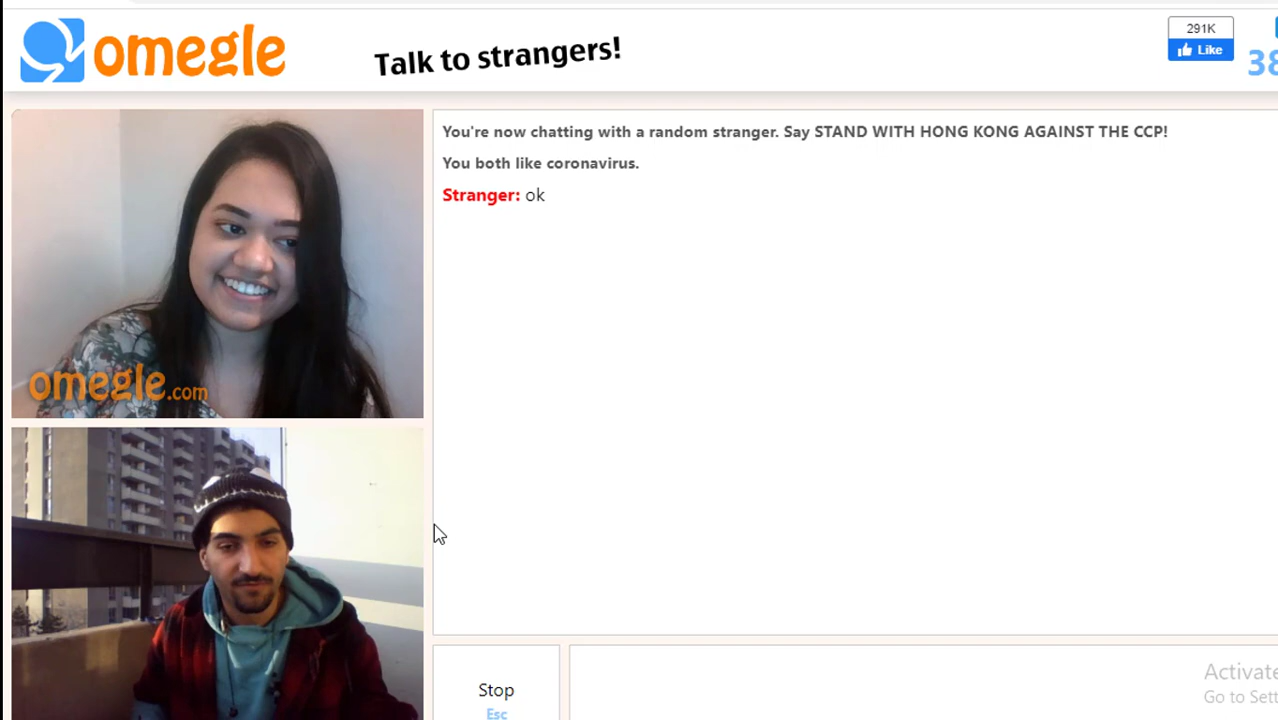 omegle
Talk to strangers!
291K
Like
38
You're now chatting with a random stranger. Say STAND WITH HONG KONG AGAINST THE CCP!
You both like coronavirus.
Stranger: ok
omegle.com
Stop
Esc
Activate
Go to Sett